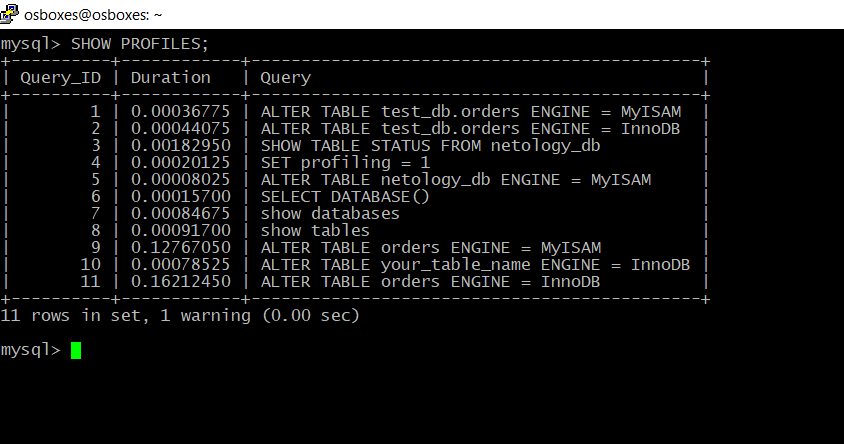 osboxes@osboxes: ~
mysql> SHOW PROFILES;
+----------+------------+---------------------------------------------+
| Query_ID | Duration   | Query                                       |
+----------+------------+---------------------------------------------+
|        1 | 0.00036775 | ALTER TABLE test_db.orders ENGINE = MyISAM  |
|        2 | 0.00044075 | ALTER TABLE test_db.orders ENGINE = InnoDB  |
|        3 | 0.00182950 | SHOW TABLE STATUS FROM netology_db          |
|        4 | 0.00020125 | SET profiling = 1                           |
|        5 | 0.00008025 | ALTER TABLE netology_db ENGINE = MyISAM     |
|        6 | 0.00015700 | SELECT DATABASE()                           |
|        7 | 0.00084675 | show databases                              |
|        8 | 0.00091700 | show tables                                 |
|        9 | 0.12767050 | ALTER TABLE orders ENGINE = MyISAM          |
|       10 | 0.00078525 | ALTER TABLE your_table_name ENGINE = InnoDB |
|       11 | 0.16212450 | ALTER TABLE orders ENGINE = InnoDB          |
+----------+------------+---------------------------------------------+
11 rows in set, 1 warning (0.00 sec)
mysql>